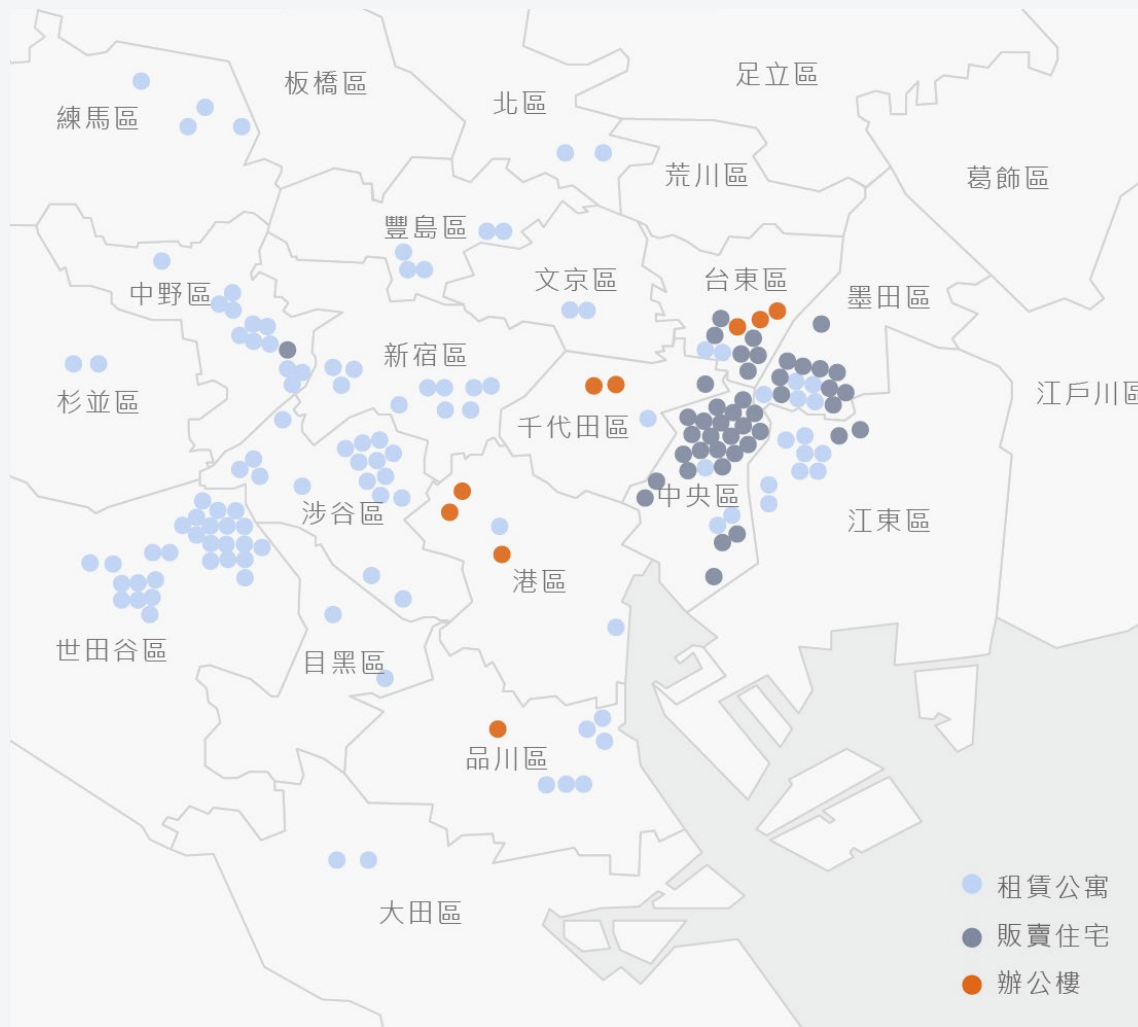 足立區
板橋區
北區
練馬區
荒川區
葛飾區
豐島區
文京區
台東區
中野區
墨田區
新宿區
江戶川區
杉並區
千代田區
中央區
涉谷區
江東區
港區
世田谷區
目黑區
品川區
租賃公寓
大田區
販賣住宅
辦公樓